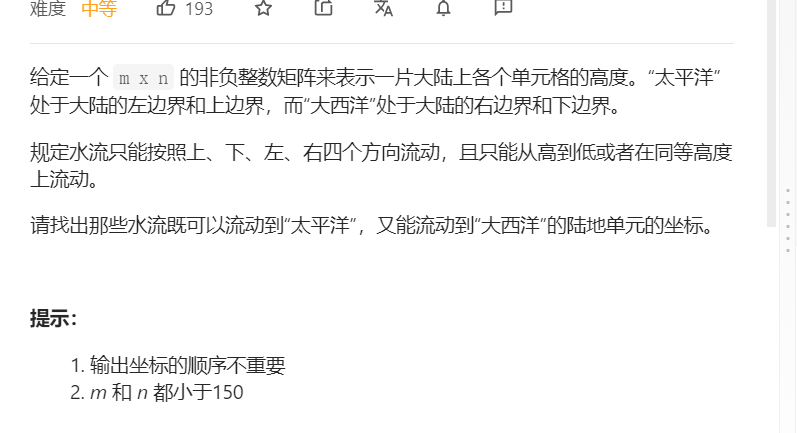 难度 中等 193
给定一个 m x n 的非负整数矩阵来表示一片大陆上各个单元格的高度。“太平洋”
处于大陆的左边界和上边界，而“大西洋”处于大陆的右边界和下边界。
规定水流只能按照上、下、左、右四个方向流动，且只能从高到低或者在同等高度
上流动。
请找出那些水流既可以流动到“太平洋”，又能流动到“大西洋”的陆地单元的坐标。
提示：
1. 输出坐标的顺序不重要
2. m 和 n 都小于150